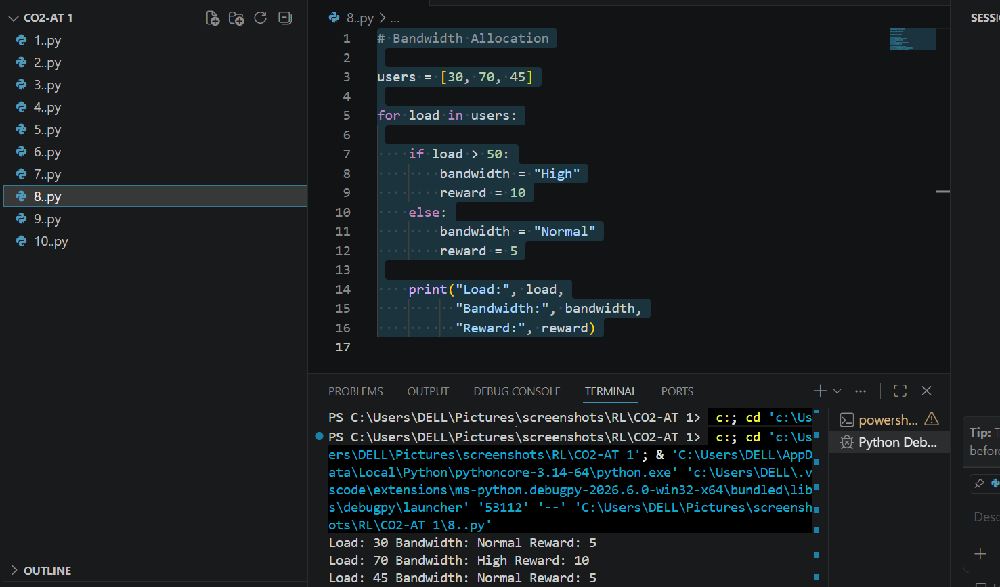 CO2-AT 1
1..py
2..py
3..py
4..py
5..py
6..py
7..py
8..py
9..py
10..py
OUTLINE
8..py > ...
1 # Bandwidth Allocation
2
3 users = [30, 70, 45]
4
5 for load in users:
6
7     if load > 50:
8         bandwidth = "High"
9         reward = 10
10     else:
11         bandwidth = "Normal"
12         reward = 5
13
14     print("Load:", load,
15           "Bandwidth:", bandwidth,
16           "Reward:", reward)
17
PROBLEMS OUTPUT DEBUG CONSOLE TERMINAL PORTS
PS C:\Users\DELL\Pictures\screenshots\RL\CO2-AT 1> c:; cd 'c:\Us
PS C:\Users\DELL\Pictures\screenshots\RL\CO2-AT 1> c:; cd 'c:\Us
ers\DELL\Pictures\screenshots\RL\CO2-AT 1'; & 'C:\Users\DELL\AppD
ata\Local\Python\pythoncore-3.14-64\python.exe' 'c:\Users\DELL\.v
scode\extensions\ms-python.debugpy-2026.6.0-win32-x64\bundled\lib
s\debugpy\launcher' '53112' '--' 'C:\Users\DELL\Pictures\screensh
ots\RL\CO2-AT 1\8..py'
Load: 30 Bandwidth: Normal Reward: 5
Load: 70 Bandwidth: High Reward: 10
Load: 45 Bandwidth: Normal Reward: 5
powersh...
Python Deb...
SESSI
Tip: T
before
Desc